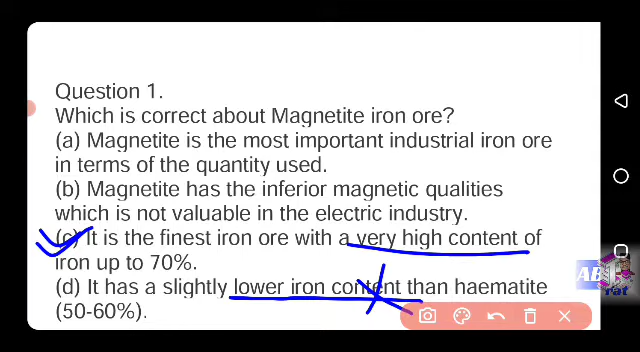 Question 1.
Which is correct about Magnetite iron ore?
(a) Magnetite is the most important industrial iron ore
in terms of the quantity used.
(b) Magnetite has the inferior magnetic qualities
which is not valuable in the electric industry.
(c) It is the finest iron ore with a very high content of
iron up to 70%.
(d) It has a slightly lower iron content than haematite
(50-60%).